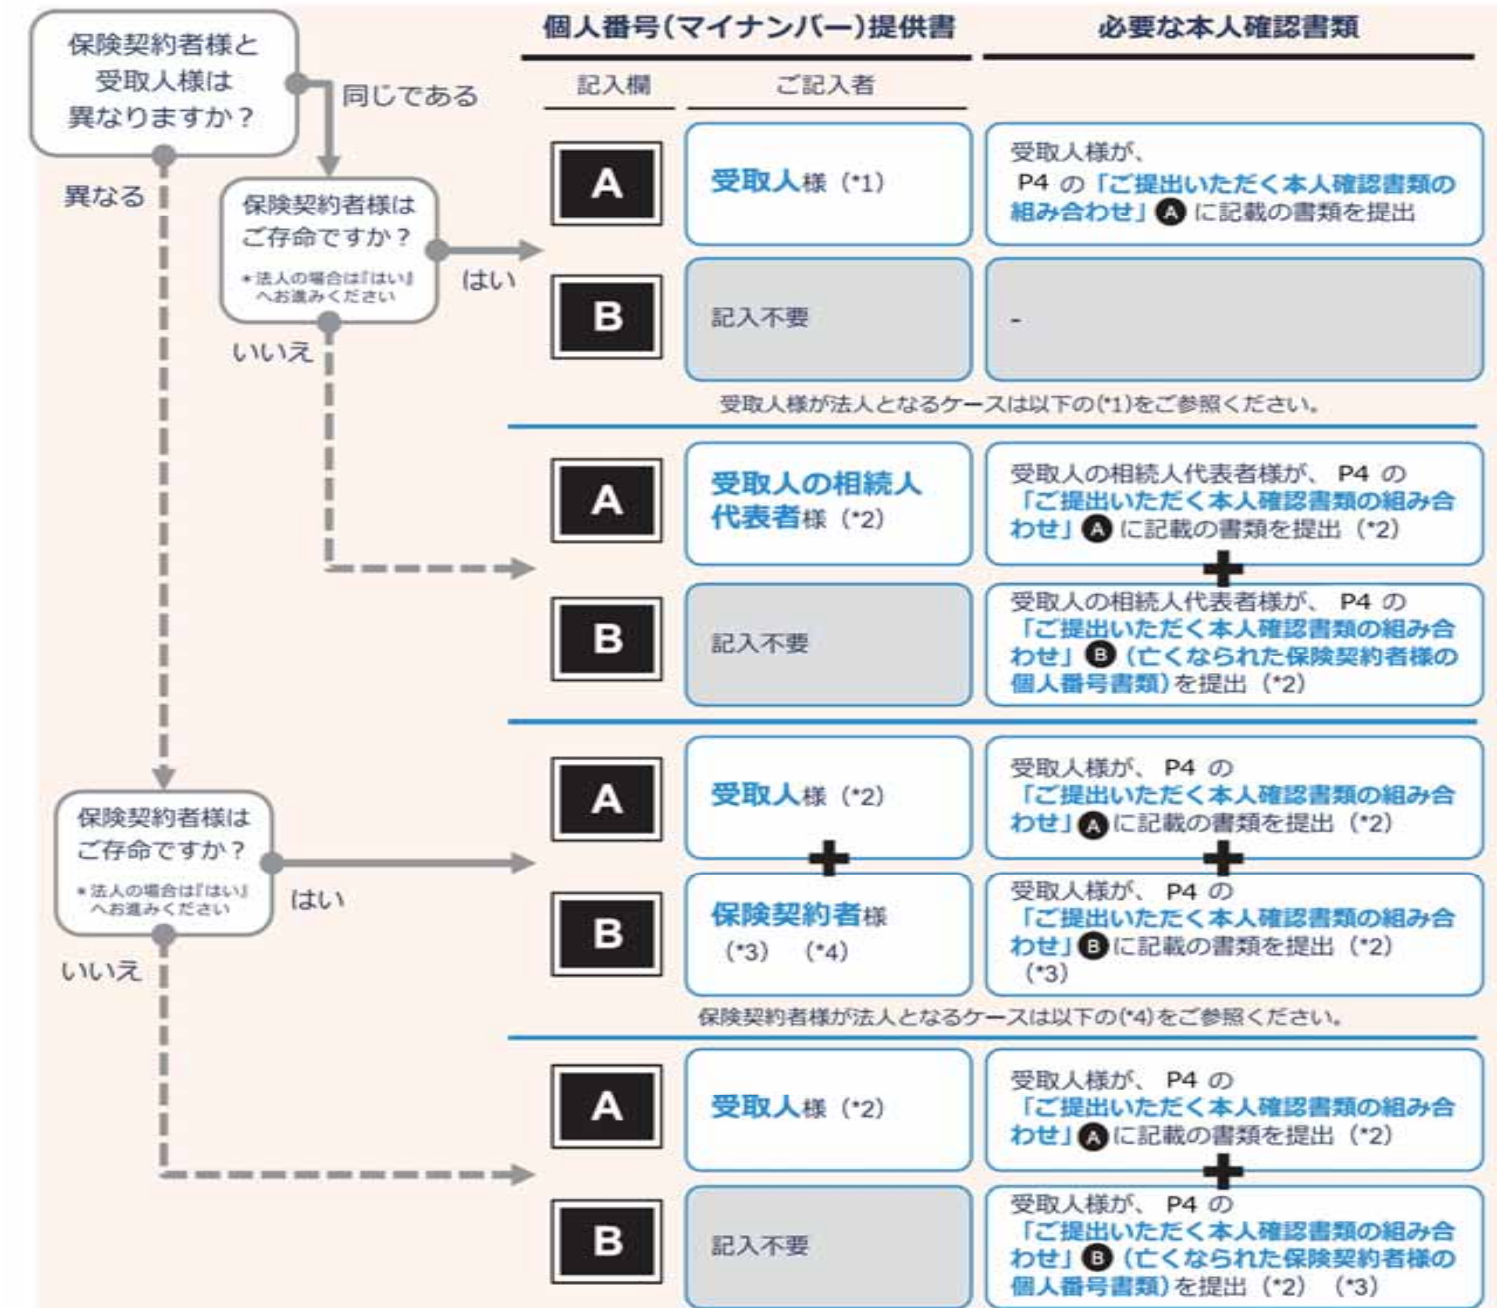 保険契約者様と
受取人様は
異なりますか？
同じである
異なる
保険契約者様は
ご存命ですか？
*法人の場合は『はい』
へお進みください
はい
いいえ
個人番号(マイナンバー)提供書
必要な本人確認書類
記入欄
ご記入者
A
受取人様 (*1)
受取人様が、
P4 の「ご提出いただく本人確認書類の
組み合わせ」A に記載の書類を提出
B
記入不要
-
受取人様が法人となるケースは以下の(*1)をご参照ください。
A
受取人の相続人
代表者様 (*2)
受取人の相続人代表者様が、 P4 の
「ご提出いただく本人確認書類の組み合
わせ」A に記載の書類を提出 (*2)
B
記入不要
受取人の相続人代表者様が、 P4 の
「ご提出いただく本人確認書類の組み合
わせ」B (亡くなられた保険契約者様の
個人番号書類)を提出 (*2)
保険契約者様は
ご存命ですか？
*法人の場合は『はい』
へお進みください
はい
いいえ
A
受取人様 (*2)
受取人様が、 P4 の
「ご提出いただく本人確認書類の組み合
わせ」Aに記載の書類を提出 (*2)
B
保険契約者様
(*3) (*4)
受取人様が、 P4 の
「ご提出いただく本人確認書類の組み合
わせ」Bに記載の書類を提出 (*2)
(*3)
保険契約者様が法人となるケースは以下の(*4)をご参照ください。
A
受取人様 (*2)
受取人様が、 P4 の
「ご提出いただく本人確認書類の組み合
わせ」Aに記載の書類を提出 (*2)
B
記入不要
受取人様が、 P4 の
「ご提出いただく本人確認書類の組み合
わせ」B (亡くなられた保険契約者様の
個人番号書類)を提出 (*2) (*3)